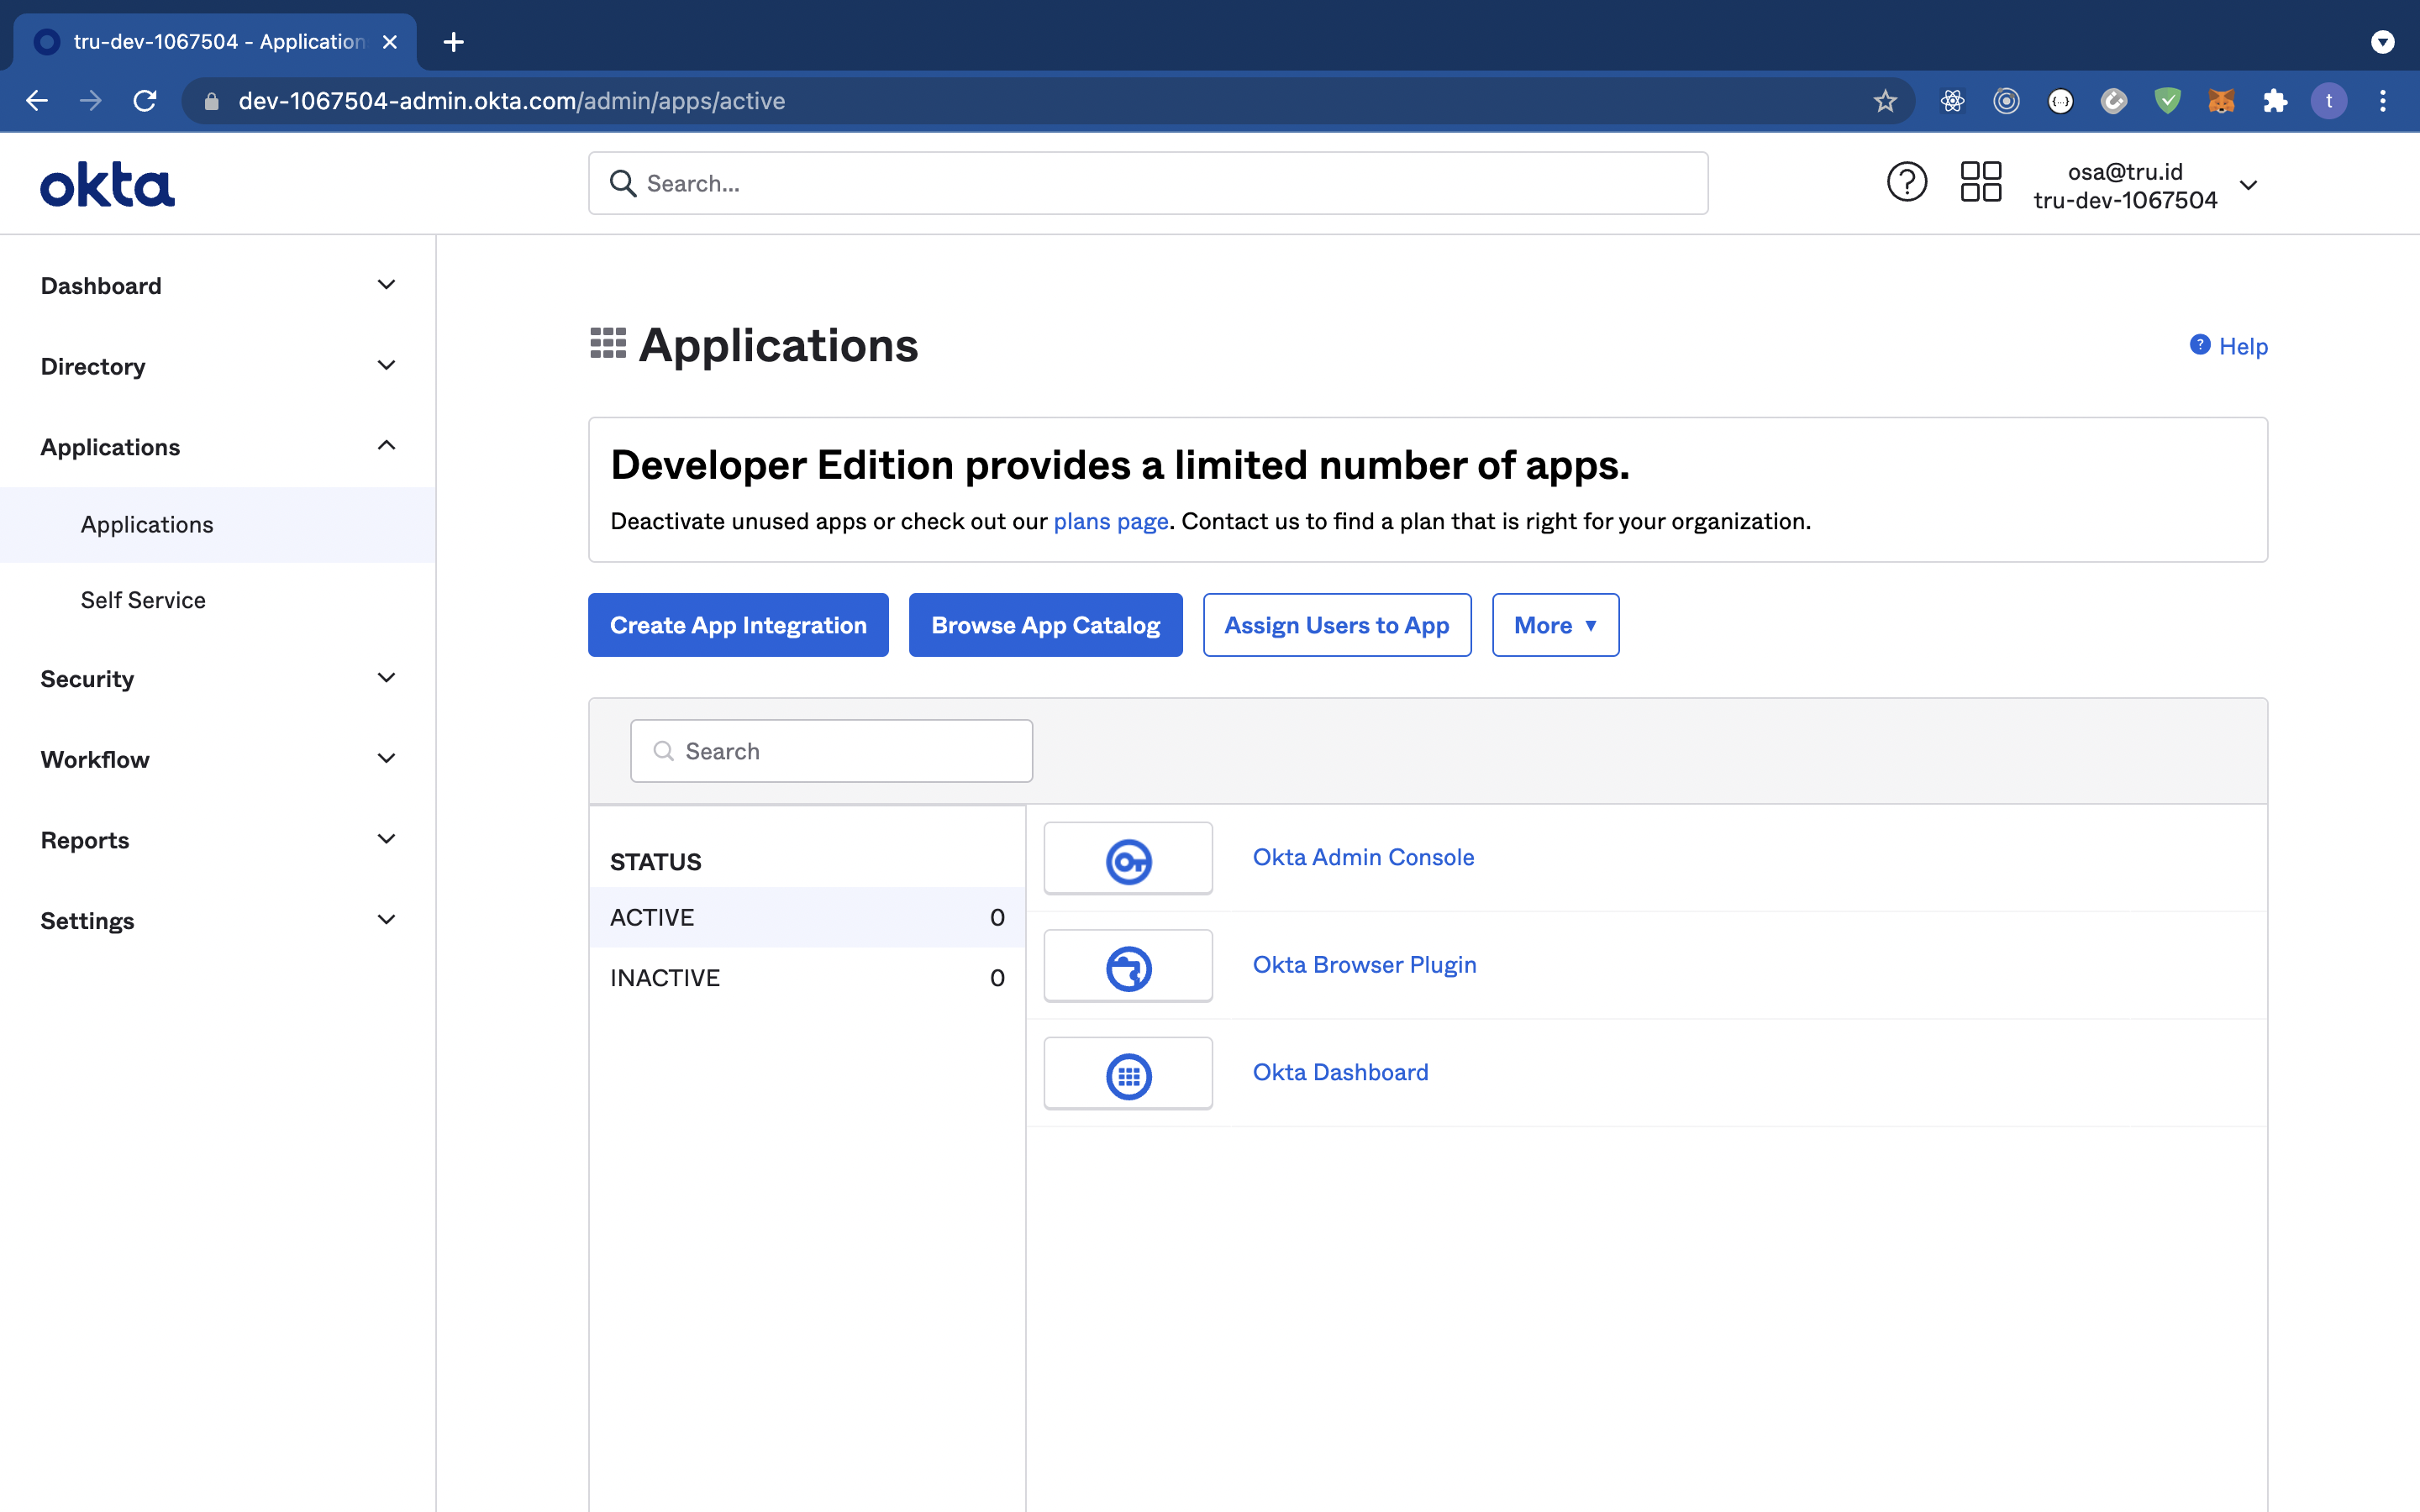 tru-dev-1067504 - Application
dev-1067504-admin.okta.com/admin/apps/active
t
okta
Search...
osa@tru.id
tru-dev-1067504
Dashboard
Directory
Applications
Applications
Self Service
Security
Workflow
Reports
Settings
Applications
Help
Developer Edition provides a limited number of apps.
Deactivate unused apps or check out our plans page. Contact us to find a plan that is right for your organization.
Create App Integration
Browse App Catalog
Assign Users to App
More
Search
STATUS
ACTIVE 0
INACTIVE 0
Okta Admin Console
Okta Browser Plugin
Okta Dashboard